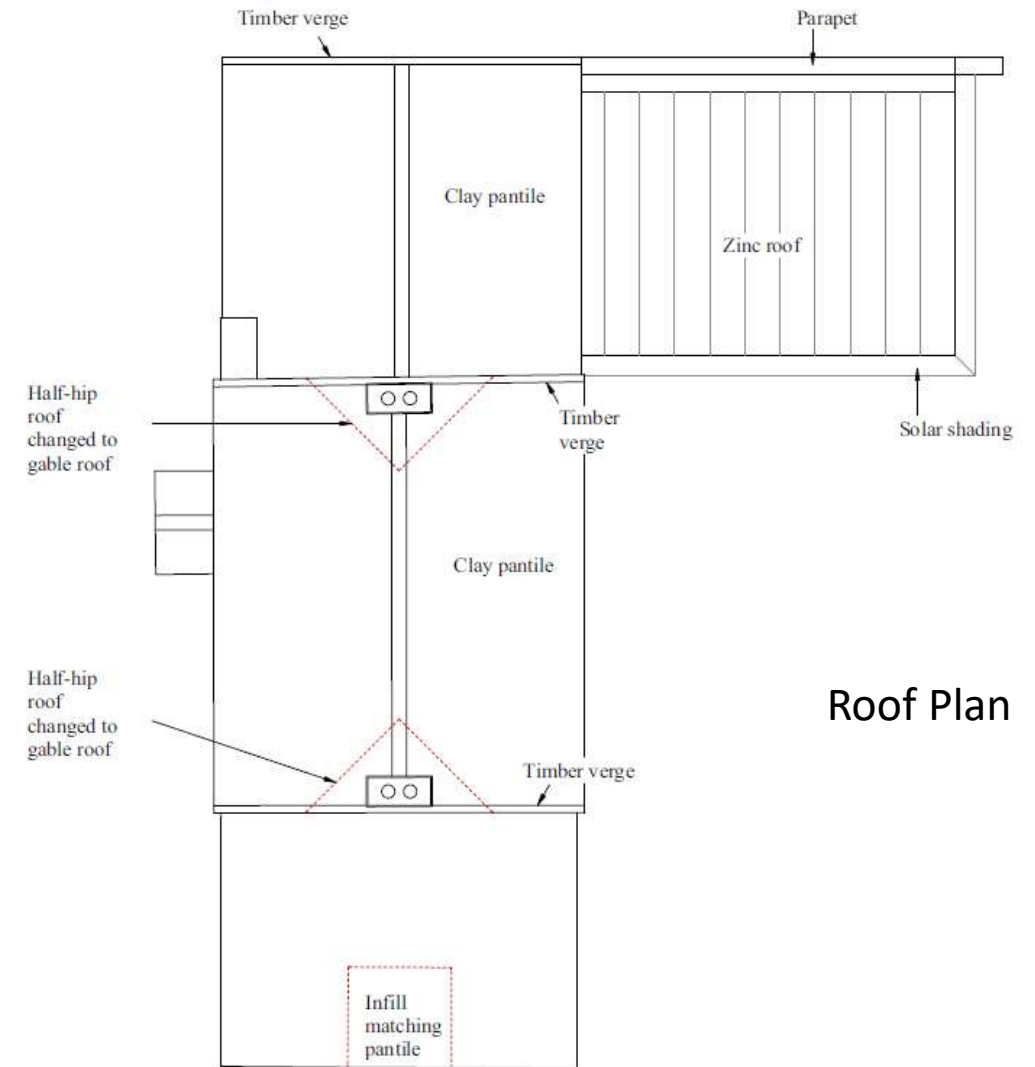 Timber verge
Parapet
Clay pantile
Zinc roof
Half-hip
roof
changed to
gable roof
Timber
verge
Solar shading
Clay pantile
Half-hip
roof
changed to
gable roof
Roof Plan
Timber verge
Infill
matching
pantile